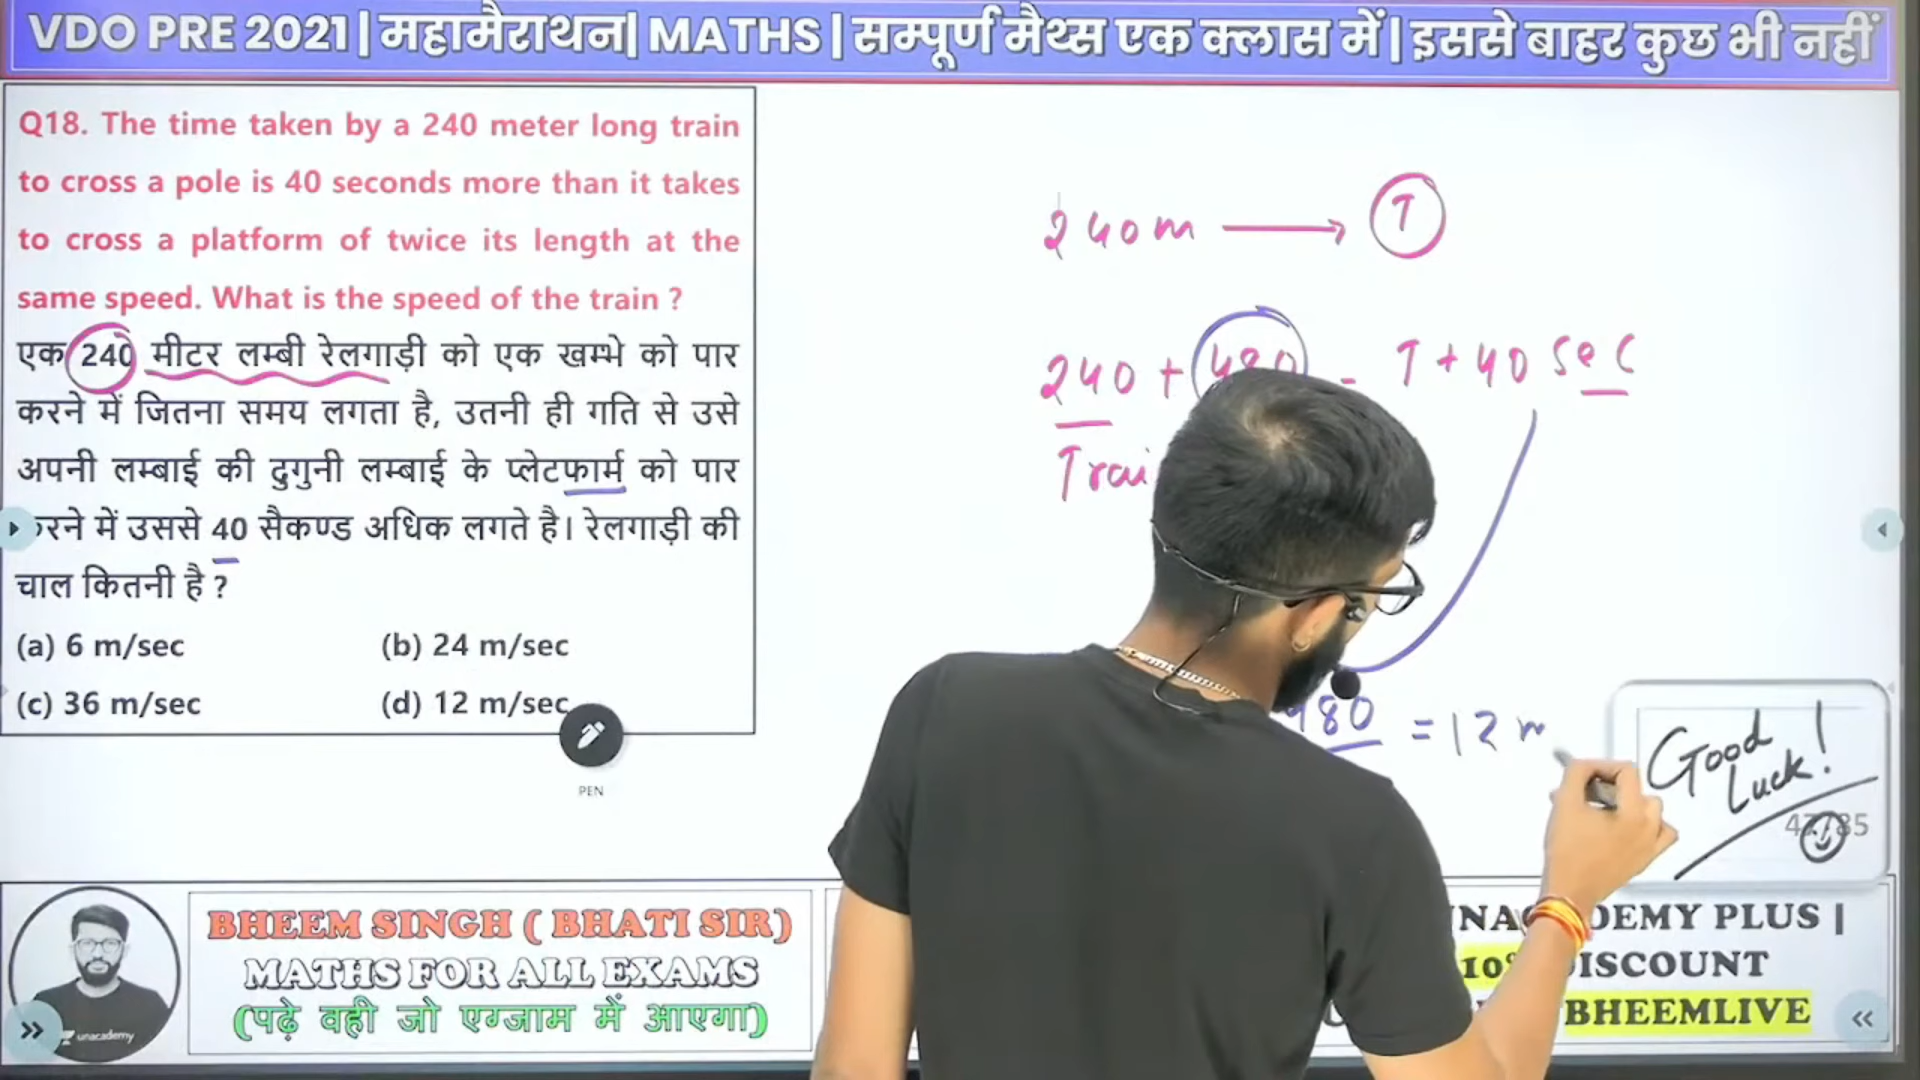 VDO PRE 2021 | महामैराथन| MATHS | सम्पूर्ण मैथ्स एक क्लास में| इससे बाहर कुछ भी नहीं
Q18. The time taken by a 240 meter long train
to cross a pole is 40 seconds more than it takes
to cross a platform of twice its length at the
same speed. What is the speed of the train ?
एक 240 मीटर लम्बी रेलगाड़ी को एक खम्भे को पार
करने में जितना समय लगता है, उतनी ही गति से उसे
अपनी लम्बाई की दुगुनी लम्बाई के प्लेटफार्म को पार
रने में उससे 40 सैकण्ड अधिक लगते है। रेलगाड़ी की
चाल कितनी है ?
(a) 6 m/sec (b) 24 m/sec
(c) 36 m/sec (d) 12 m/sec
PEN
240m → T
240 + 480 = T + 40 Sec
Trai
480 = 12 m
Good
Luck!
BHEEM SINGH ( BHATI SIR)
MATHS FOR ALL EXAMS
(पढ़े वही जो एग्जाम में आएगा)
unacademy
PLUS |
BHEEMLIVE